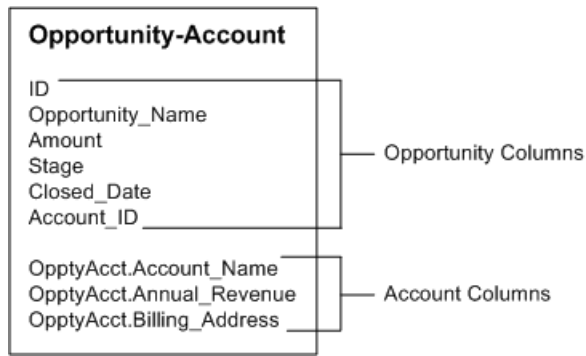 Opportunity-Account
ID
Opportunity_Name
Amount
Stage
Closed_Date
Account_ID
Opportunity Columns
OpptyAcct.Account_Name
OpptyAcct.Annual_Revenue
OpptyAcct.Billing_Address
Account Columns